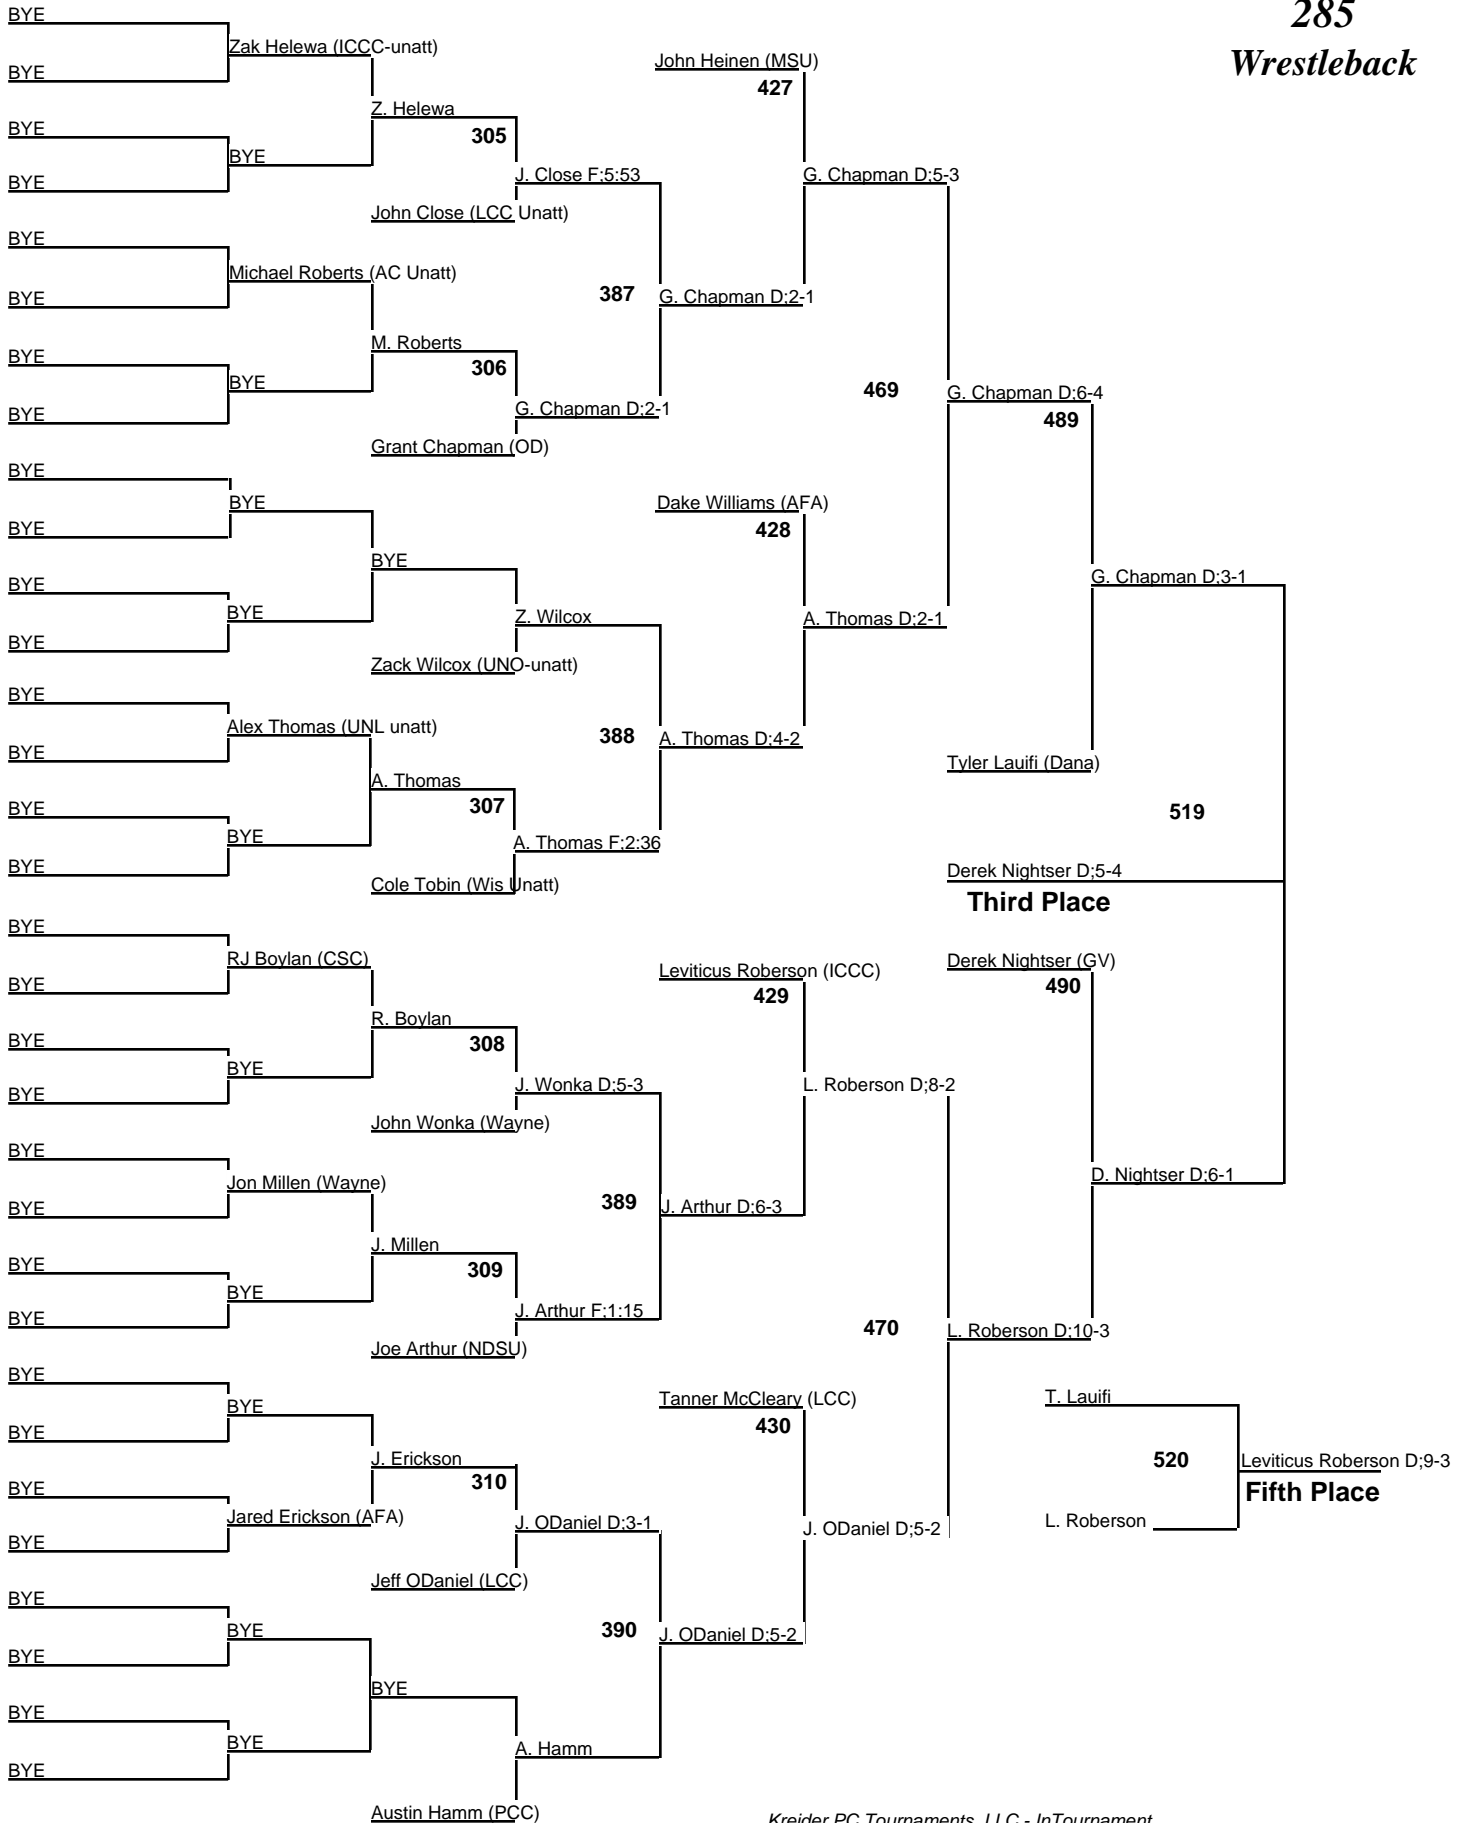 285
Wrestleback
BYE
Zak Helewa (ICCC-unatt)
BYE
Z. Helewa
305
BYE
BYE
BYE
J. Close F;5:53
John Close (LCC Unatt)
BYE
Michael Roberts (AC Unatt)
BYE
387
G. Chapman D;2-1
M. Roberts
306
BYE
BYE
BYE
G. Chapman D;2-1
Grant Chapman (OD)
John Heinen (MSU)
427
G. Chapman D;5-3
469
G. Chapman D;6-4
489
BYE
BYE
BYE
BYE
BYE
BYE
BYE
Z. Wilcox
Zack Wilcox (UNO-unatt)
Dake Williams (AFA)
428
A. Thomas D;2-1
G. Chapman D;3-1
BYE
Alex Thomas (UNL unatt)
BYE
388
A. Thomas D;4-2
A. Thomas
307
BYE
BYE
BYE
A. Thomas F;2:36
Cole Tobin (Wis Unatt)
Tyler Lauifi (Dana)
519
Derek Nightser D;5-4
Third Place
BYE
RJ Boylan (CSC)
BYE
R. Boylan
308
BYE
BYE
BYE
J. Wonka D;5-3
John Wonka (Wayne)
Leviticus Roberson (ICCC)
429
L. Roberson D;8-2
Derek Nightser (GV)
490
BYE
Jon Millen (Wayne)
BYE
389
J. Arthur D;6-3
D. Nightser D;6-1
J. Millen
309
BYE
BYE
BYE
J. Arthur F;1:15
Joe Arthur (NDSU)
470
L. Roberson D;10-3
BYE
BYE
BYE
J. Erickson
310
BYE
Jared Erickson (AFA)
BYE
J. ODaniel D;3-1
Jeff ODaniel (LCC)
Tanner McCleary (LCC)
430
J. ODaniel D;5-2
T. Lauifi
520
Leviticus Roberson D;9-3
Fifth Place
L. Roberson
BYE
BYE
BYE
390
J. ODaniel D;5-2
BYE
BYE
BYE
BYE
A. Hamm
Austin Hamm (PCC)
Kreider PC Tournaments, LLC - InTournament